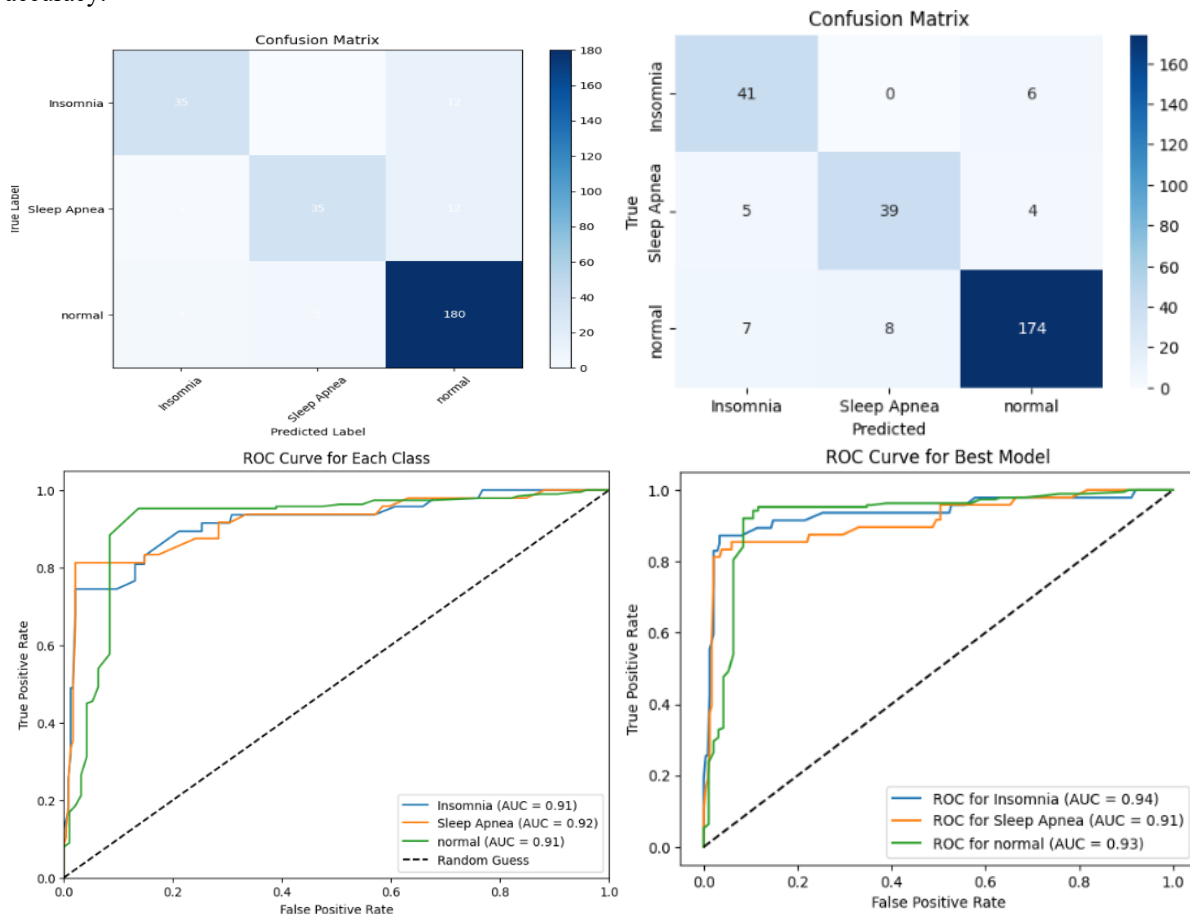 accuracy.
Confusion Matrix
True Label
Insomnia
Sleep Apnea
normal
35
12
35
12
180
180
160
140
120
100
80
60
40
20
0
Insomnia
Sleep Apnea
normal
Predicted Label
Confusion Matrix
True
Insomnia
Sleep Apnea
normal
41 0 6
5 39 4
7 8 174
160
140
120
100
80
60
40
20
0
Insomnia Sleep Apnea normal
Predicted
ROC Curve for Each Class
True Positive Rate
1.0
0.8
0.6
0.4
0.2
0.0
Insomnia (AUC = 0.91)
Sleep Apnea (AUC = 0.92)
normal (AUC = 0.91)
Random Guess
0.0 0.2 0.4 0.6 0.8 1.0
False Positive Rate
ROC Curve for Best Model
True Positive Rate
1.0
0.8
0.6
0.4
0.2
0.0
ROC for Insomnia (AUC = 0.94)
ROC for Sleep Apnea (AUC = 0.91)
ROC for normal (AUC = 0.93)
0.0 0.2 0.4 0.6 0.8 1.0
False Positive Rate